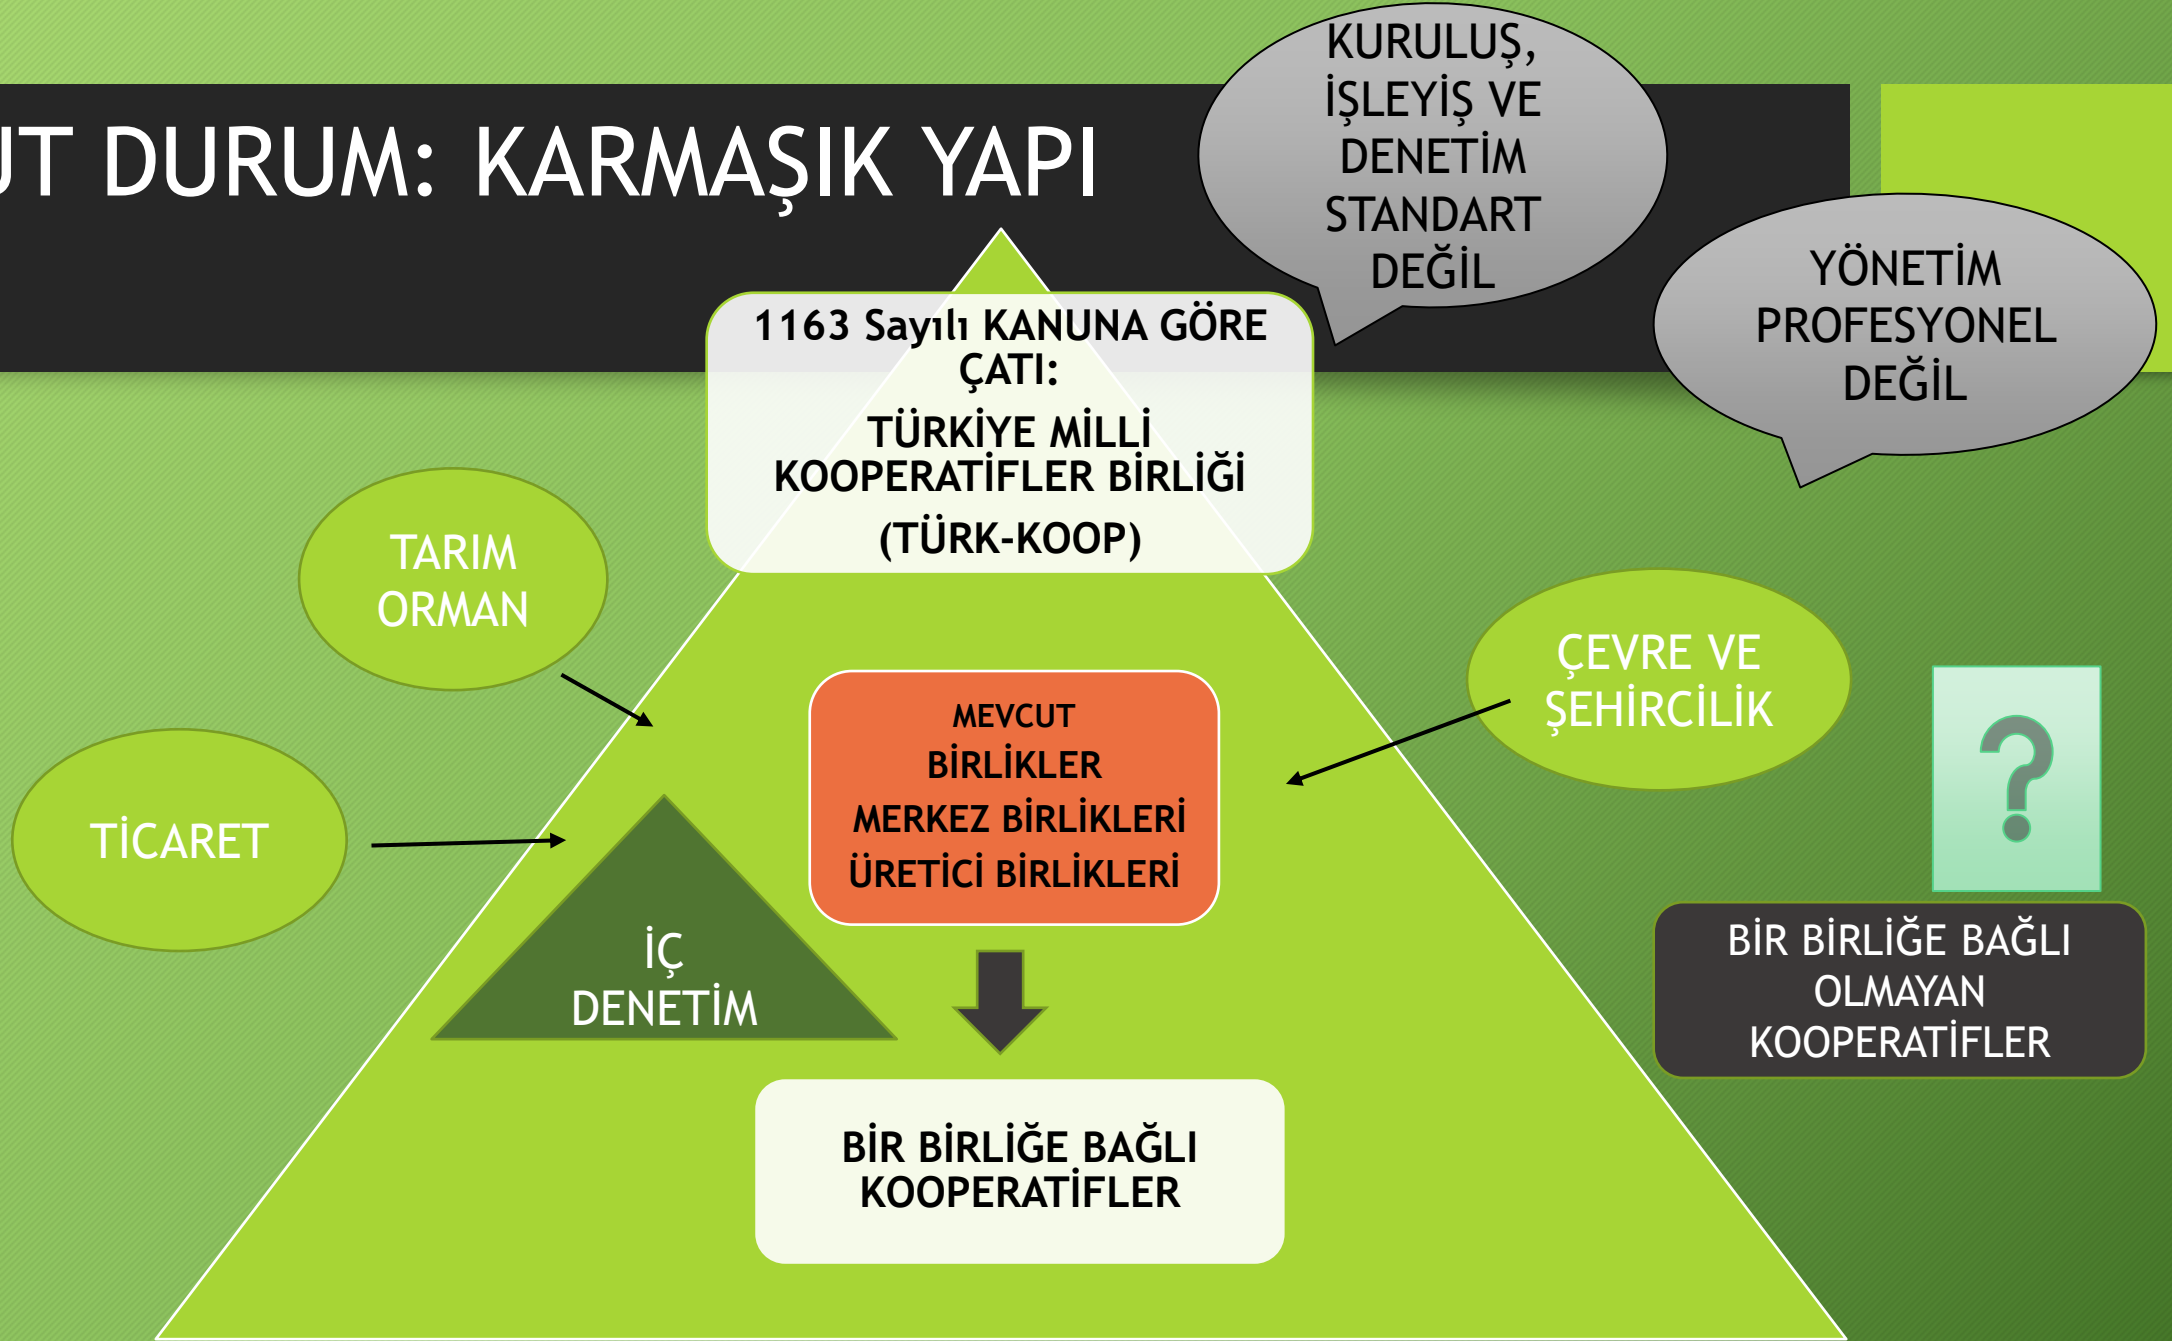 UT DURUM: KARMAŞIK YAPI
KURULUŞ,
İŞLEYİŞ VE
DENETİM
STANDART
DEĞİL
YÖNETİM
PROFESYONEL
DEĞİL
1163 Sayılı KANUNA GÖRE
ÇATI:
TÜRKİYE MİLLİ
KOOPERATİFLER BİRLİĞİ
(TÜRK-KOOP)
TARIM
ORMAN
ÇEVRE VE
ŞEHİRCİLİK
TİCARET
MEVCUT
BİRLİKLER
MERKEZ BİRLİKLERİ
ÜRETİCİ BİRLİKLERİ
?
İÇ
DENETİM
BİR BİRLİĞE BAĞLI
OLMAYAN
KOOPERATİFLER
BİR BİRLİĞE BAĞLI
KOOPERATİFLER